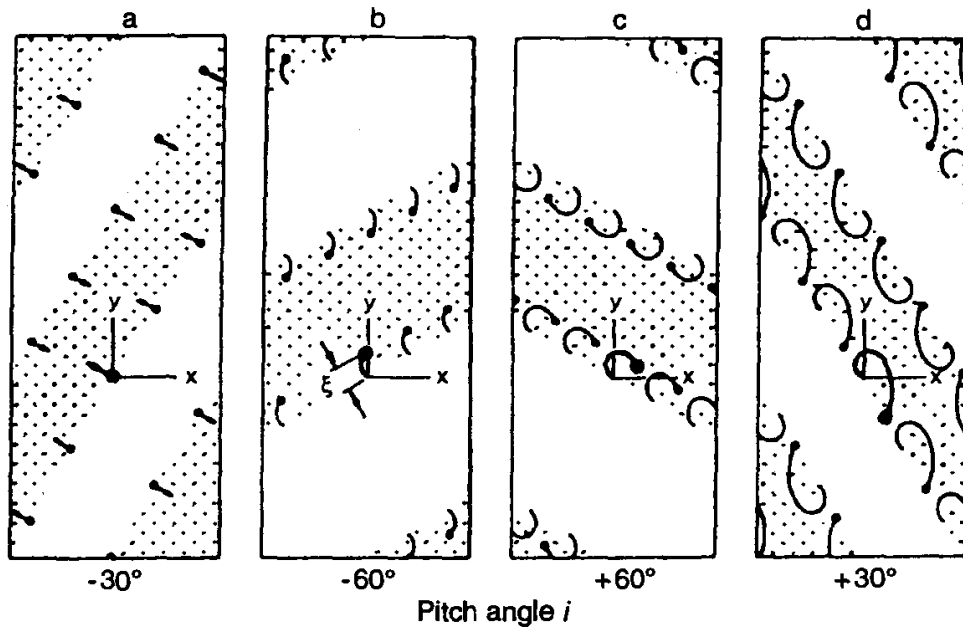 a b c d
y y y y
x ξ x x x
-30° -60° +60° +30°
Pitch angle i